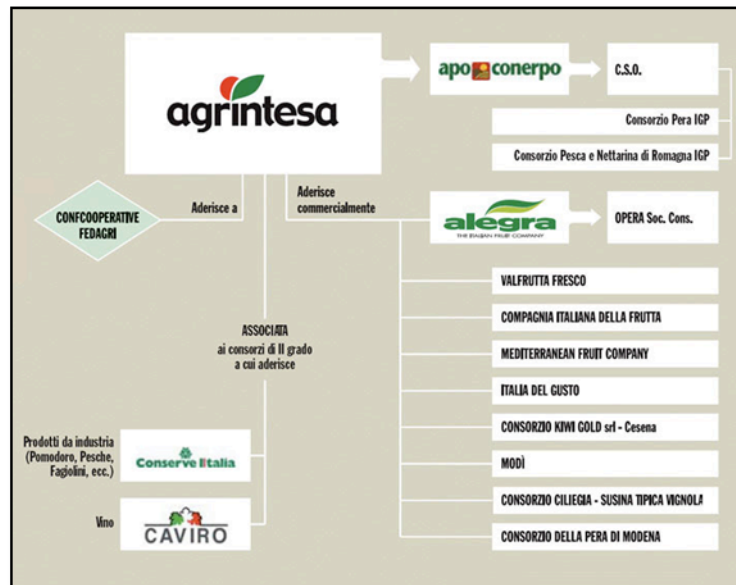 agrintesa
apo conerpo
C.S.O.
Consorzio Pera IGP
Consorzio Pesca e Nettarina di Romagna IGP
CONFCOOPERATIVE
FEDAGRI
Aderisce a
Aderisce
commercialmente
alegra
THE ITALIAN FRUIT COMPANY
OPERA Soc. Cons.
VALFRUTTA FRESCO
COMPAGNIA ITALIANA DELLA FRUTTA
MEDITERRANEAN FRUIT COMPANY
ITALIA DEL GUSTO
CONSORZIO KIWI GOLD srl - Cesena
MODÌ
CONSORZIO CILIEGIA - SUSINA TIPICA VIGNOLA
CONSORZIO DELLA PERA DI MODENA
ASSOCIATA
ai consorzi di II grado
a cui aderisce
Prodotti da industria
(Pomodoro, Pesche,
Fagiolini, ecc.)
Conserve Italia
Vino
CAVIRO